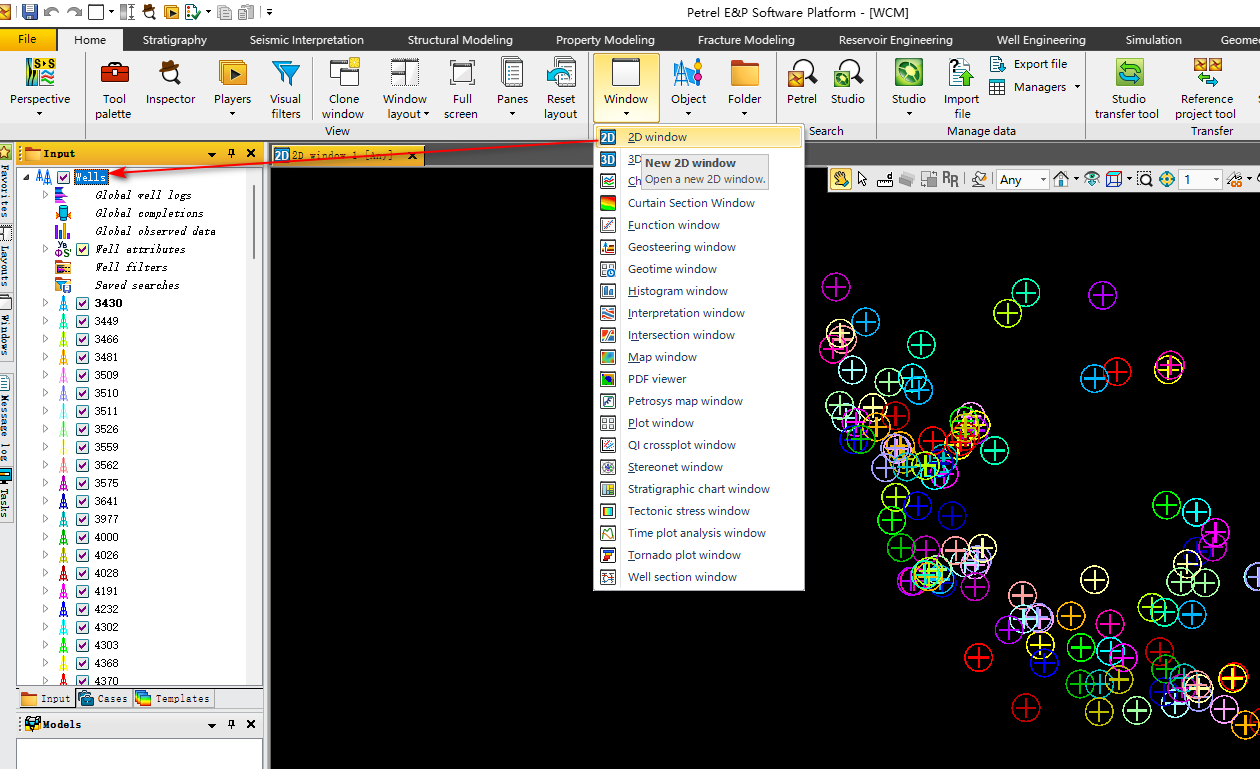 Petrel E&P Software Platform - [WCM]
File Home Stratigraphy Seismic Interpretation Structural Modeling Property Modeling Fracture Modeling Reservoir Engineering Well Engineering Simulation
Perspective
Tool palette
Inspector
Players
Visual filters
Clone window
Window layout
Full screen
Panes
Reset layout
View
Window
Object
Folder
Petrel
Studio
Search
Studio
Import file
Export file
Managers
Manage data
Studio transfer tool
Reference project tool
Transfer
Favorites
Layouts
Windows
Message log
Tasks
Input
Wells
Global well logs
Global completions
Global observed data
Well attributes
Well filters
Saved searches
3430
3449
3466
3481
3509
3510
3511
3526
3559
3562
3575
3641
3977
4000
4026
4028
4191
4232
4302
4303
4368
4370
Input Cases Templates
Models
2D 2D window 1 [Any]
2D 2D window
3D 3D
New 2D window
Open a new 2D window.
Ch
Curtain Section Window
Function window
Geosteering window
Geotime window
Histogram window
Interpretation window
Intersection window
Map window
PDF viewer
Petrosys map window
Plot window
QI crossplot window
Stereonet window
Stratigraphic chart window
Tectonic stress window
Time plot analysis window
Tornado plot window
Well section window
Any
1